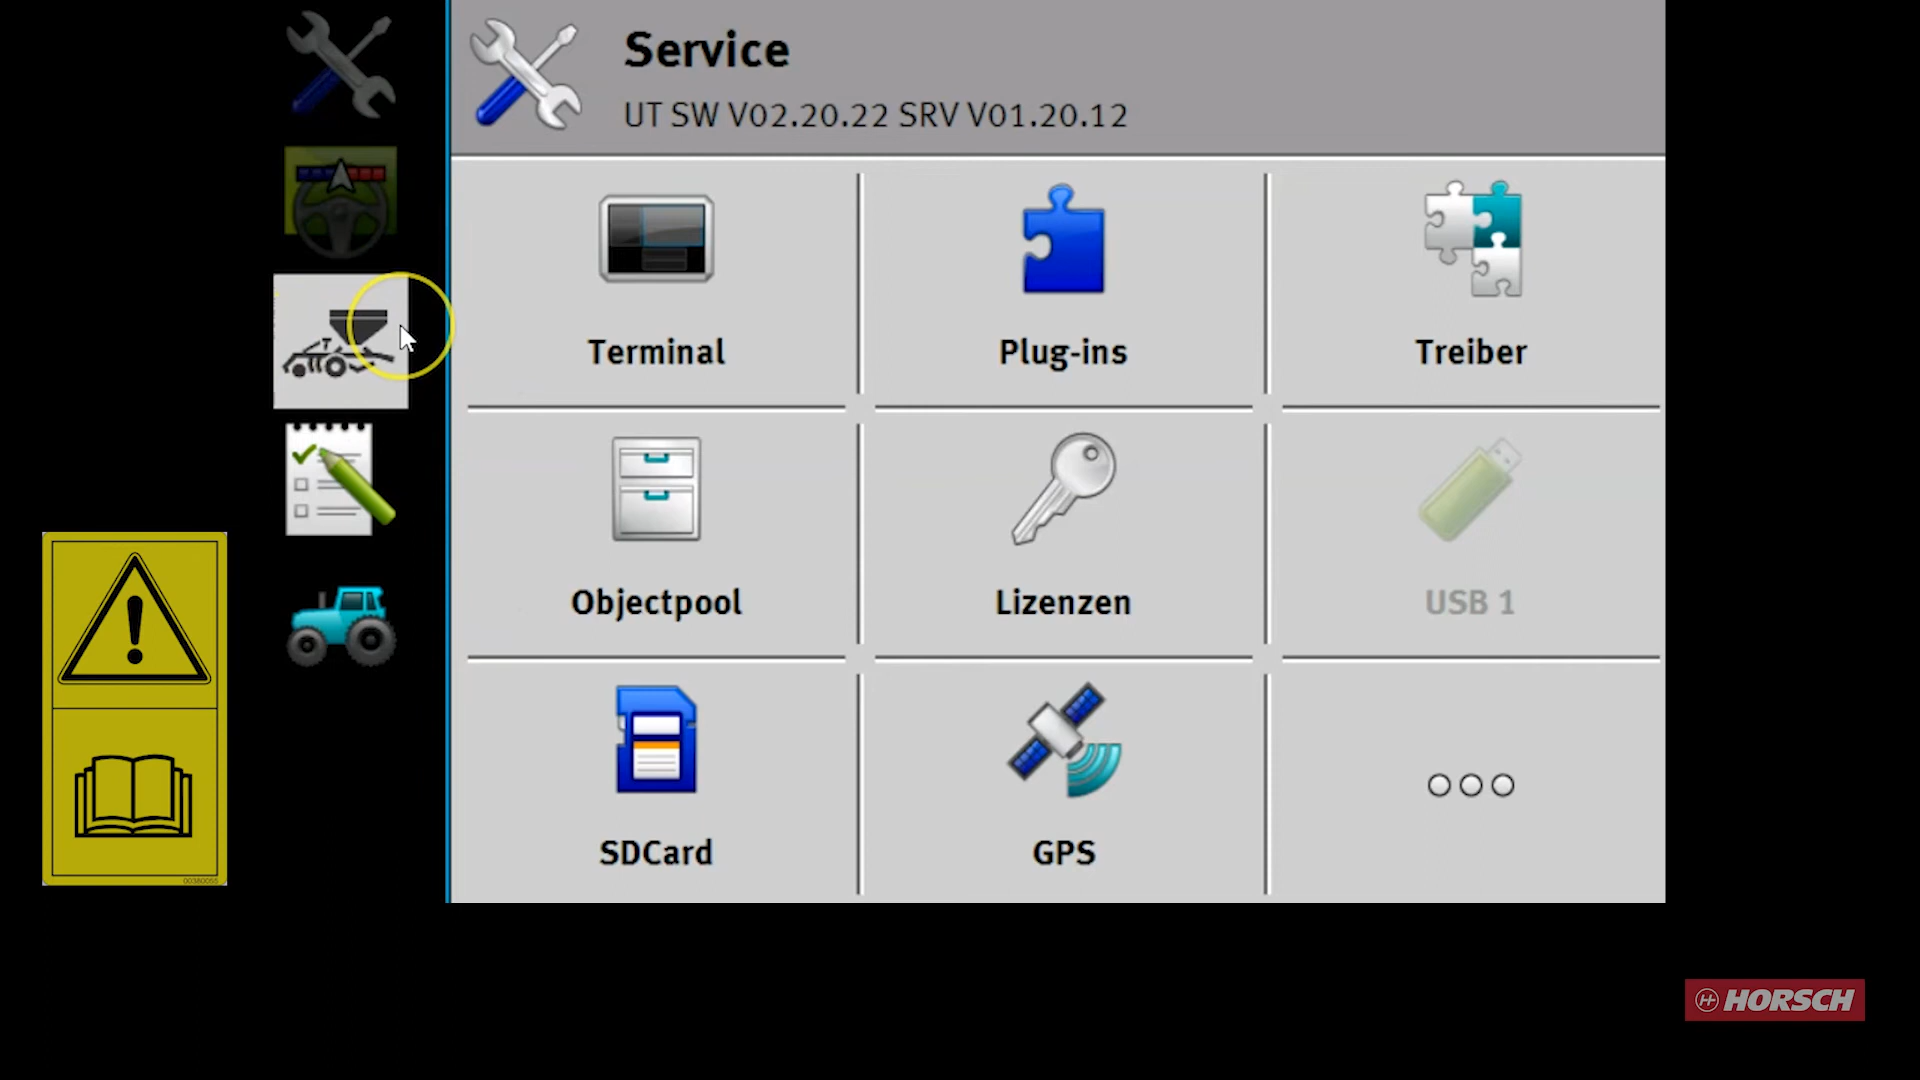 Service
UT SW V02.20.22 SRV V01.20.12
Terminal
Plug-ins
Treiber
Objectpool
Lizenzen
USB 1
SDCard
GPS
00380055
HORSCH